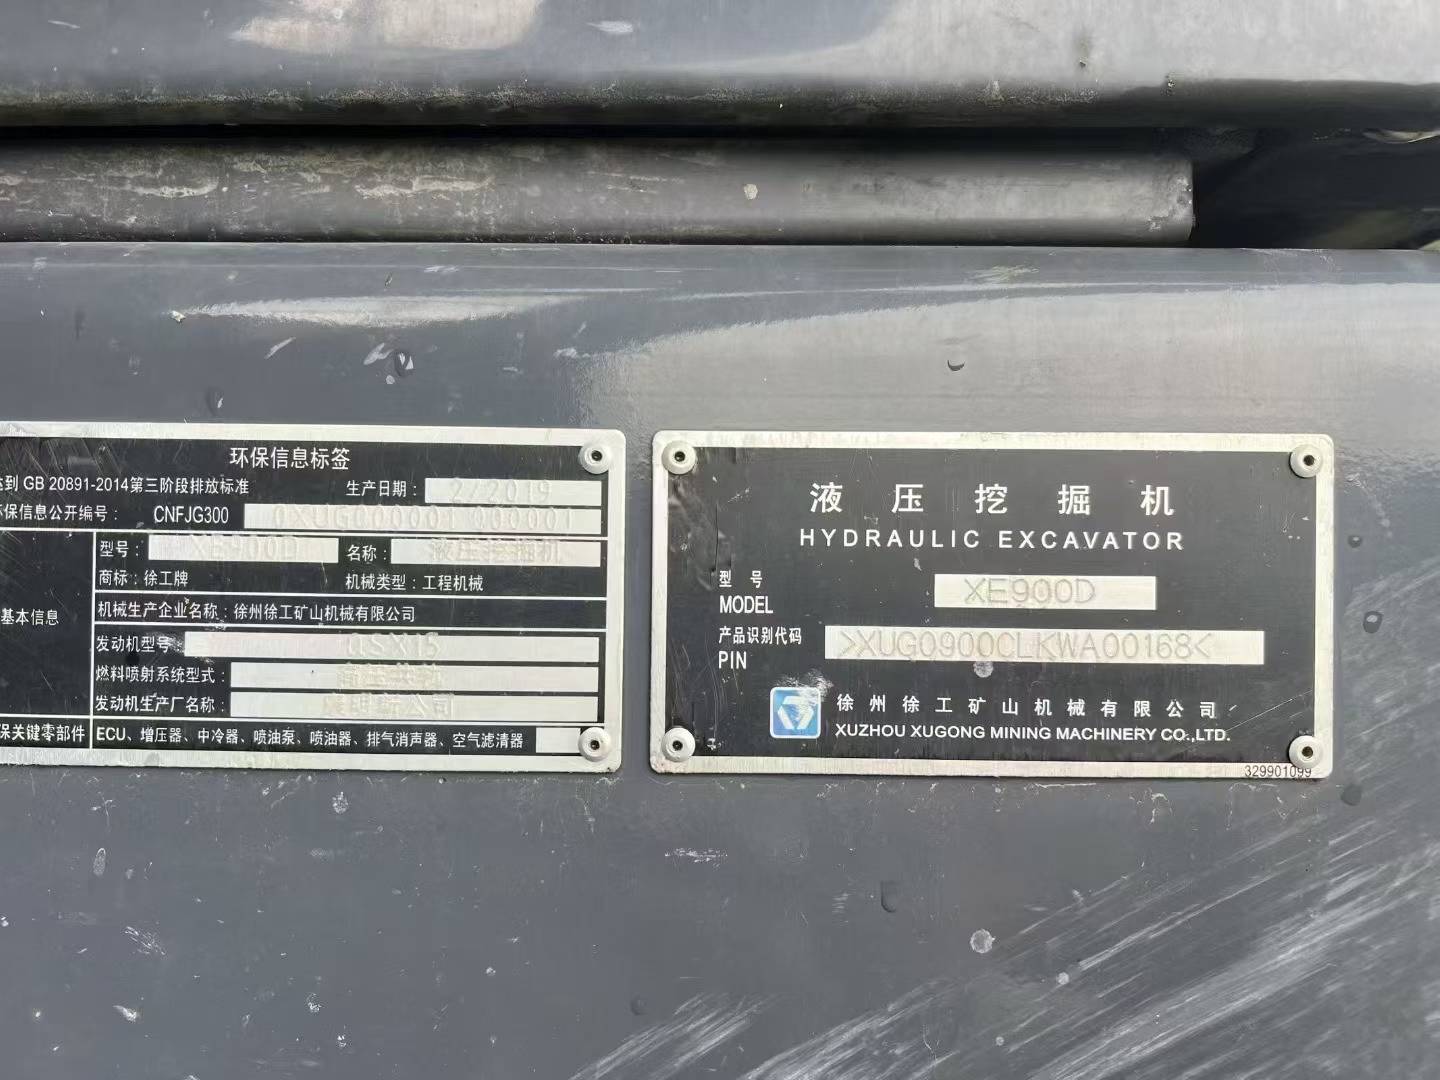 环保信息标签
到 GB 20891-2014第三阶段排放标准
生产日期： 2/2019
保信息公开编号： CNFJG300
型号： XE900D
名称： 液压挖掘机
商标：徐工牌
机械类型：工程机械
基本信息
机械生产企业名称：徐州徐工矿山机械有限公司
发动机型号 QSX15
燃料喷射系统型式： 高压共轨
发动机生产厂名称： 康明斯公司
保关键零部件
ECU、增压器、中冷器、喷油泵、喷油器、排气消声器、空气滤清器
液压挖掘机
HYDRAULIC EXCAVATOR
型号
MODEL
XE900D
产品识别代码
PIN
>XUG0900CLKWA00168<
徐州徐工矿山机械有限公司
XUZHOU XUGONG MINING MACHINERY CO.,LTD.
329901099